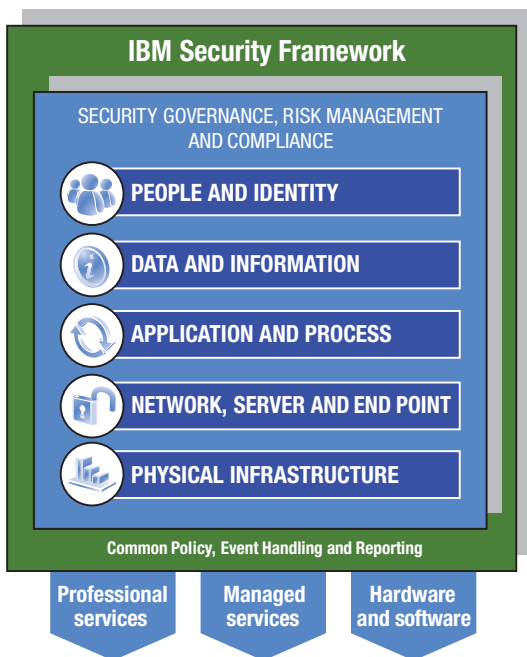 IBM Security Framework
SECURITY GOVERNANCE, RISK MANAGEMENT
AND COMPLIANCE
PEOPLE AND IDENTITY
DATA AND INFORMATION
APPLICATION AND PROCESS
NETWORK, SERVER AND END POINT
PHYSICAL INFRASTRUCTURE
Common Policy, Event Handling and Reporting
Professional
services
Managed
services
Hardware
and software